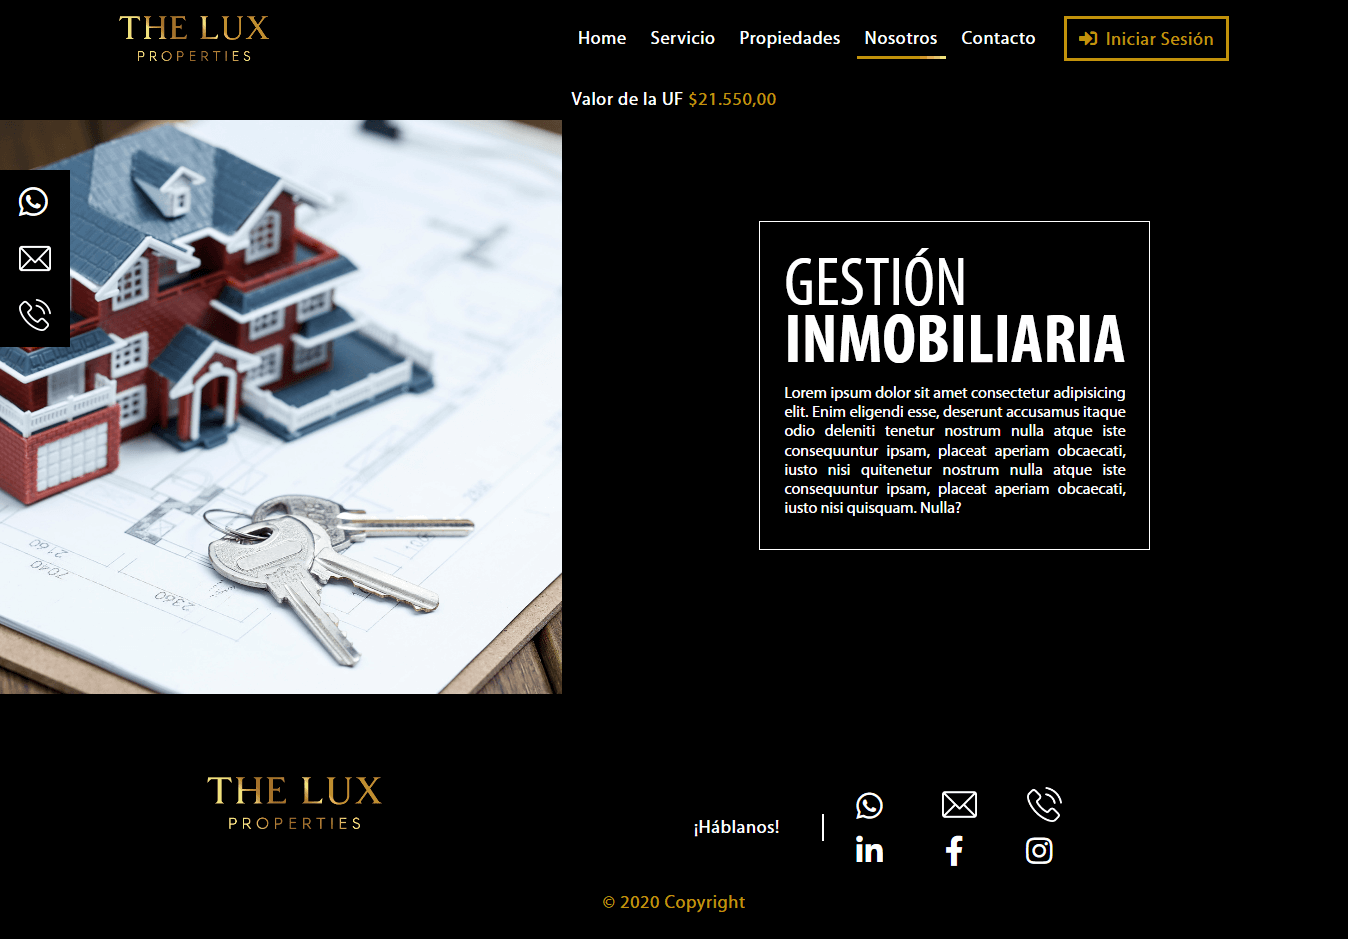 THE LUX
PROPERTIES
Home Servicio Propiedades Nosotros Contacto Iniciar Sesión
Valor de la UF $21.550,00
GESTIÓN
INMOBILIARIA
Lorem ipsum dolor sit amet consectetur adipisicing
elit. Enim eligendi esse, deserunt accusamus itaque
odio deleniti tenetur nostrum nulla atque iste
consequuntur ipsam, placeat aperiam obcaecati,
iusto nisi quitenetur nostrum nulla atque iste
consequuntur ipsam, placeat aperiam obcaecati,
iusto nisi quisquam. Nulla?
2160
7040
2360
THE LUX
PROPERTIES
¡Háblanos!
© 2020 Copyright